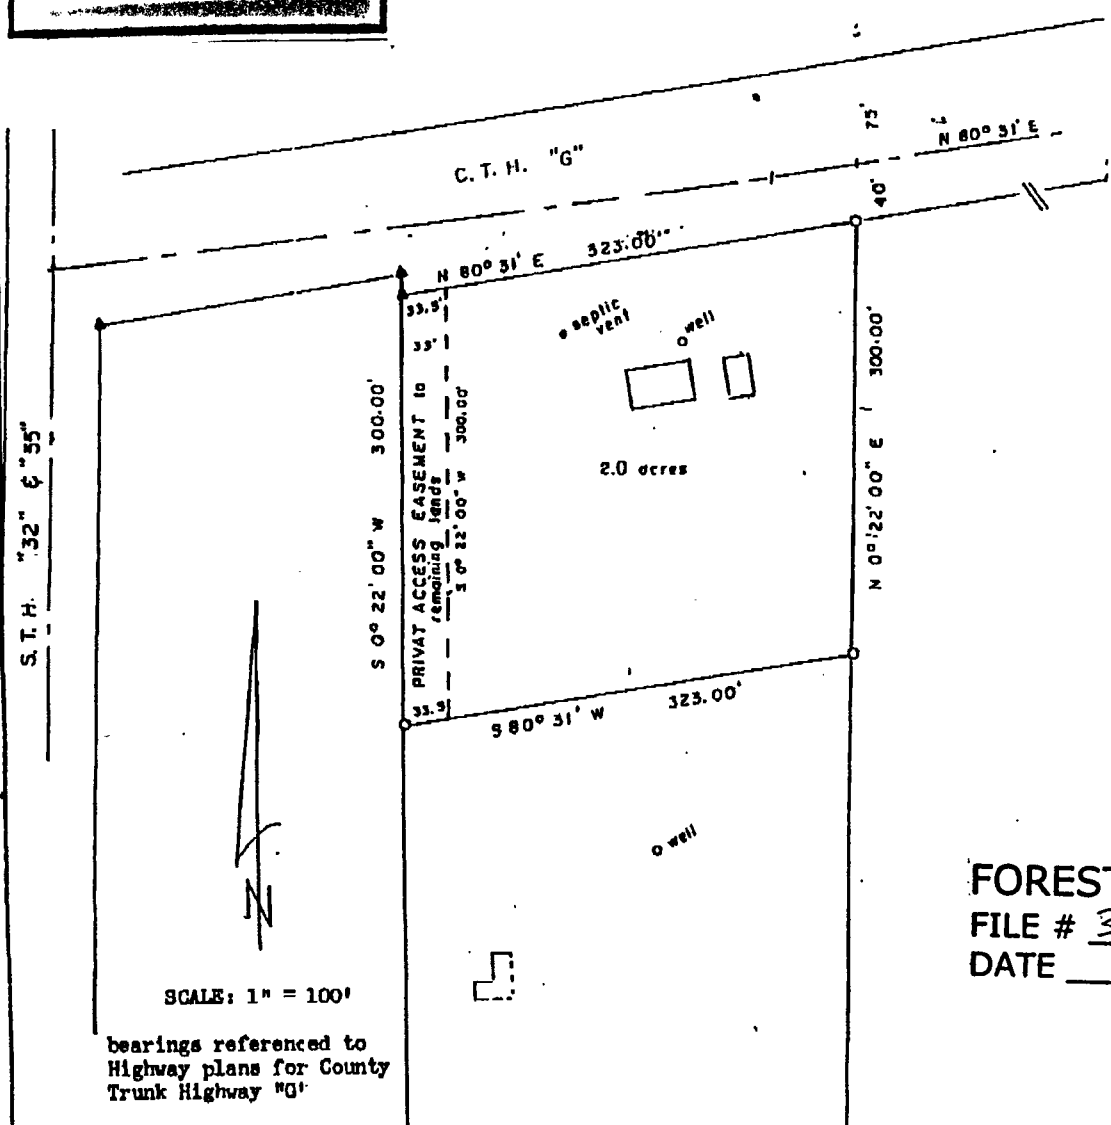 C. T. H. "G"
75'
N 80° 31' E
40'
N 80° 31' E 323.00'
33.5'
33'
septic
vent
well
S. T. H. "32" & "55"
S 0° 22' 00" W 300.00'
PRIVAT ACCESS EASEMENT to
remaining lands
S 0° 22' 00" W 300.00'
2.0 acres
N 0° 22' 00" E 300.00'
33.5
S 80° 31' W 323.00'
well
N
SCALE: 1" = 100'
bearings referenced to
Highway plans for County
Trunk Highway "G"
FOREST
FILE #
DATE